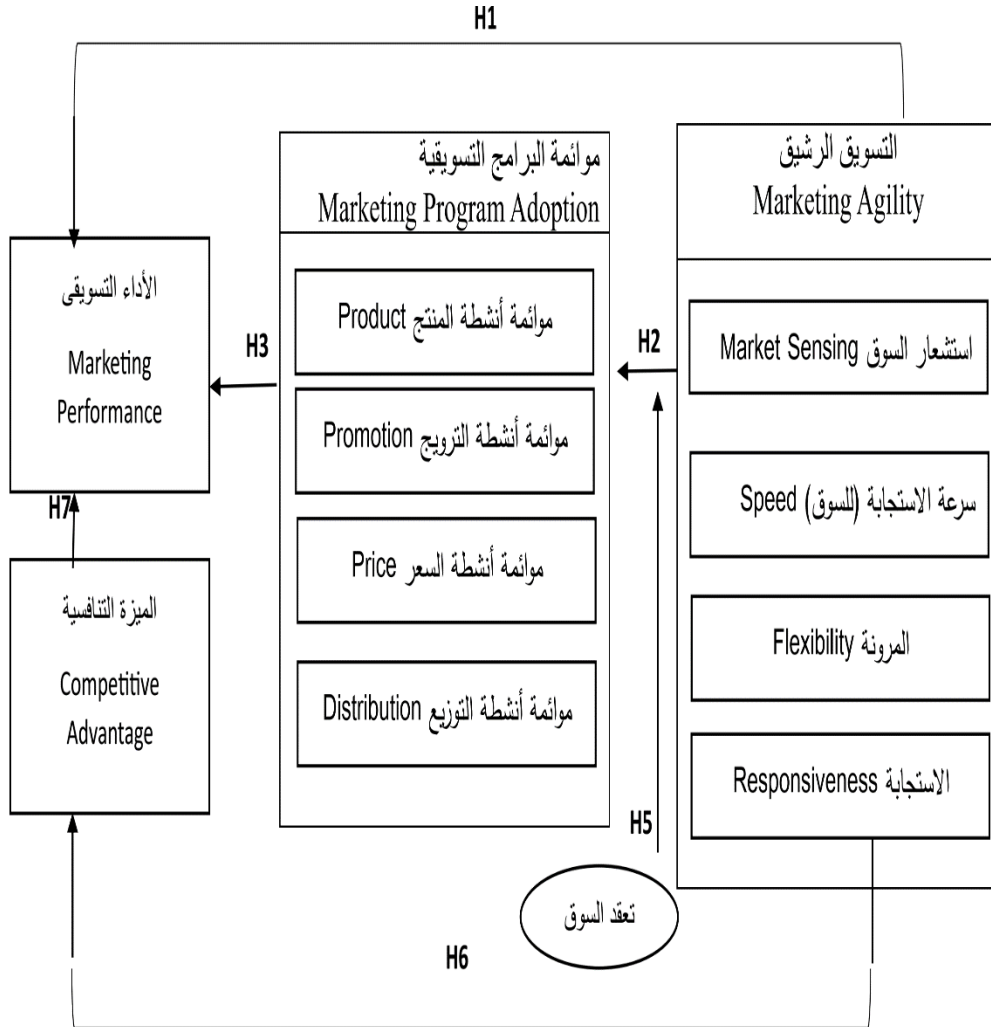 H1
التسويق الرشيق
Marketing Agility
استشعار السوق Market Sensing
سرعة الاستجابة (للسوق) Speed
المرونة Flexibility
الاستجابة Responsiveness
H2
موائمة البرامج التسويقية
Marketing Program Adoption
موائمة أنشطة المنتج Product
موائمة أنشطة الترويج Promotion
موائمة أنشطة السعر Price
موائمة أنشطة التوزيع Distribution
H3
الأداء التسويقى
Marketing
Performance
H7
الميزة التنافسية
Competitive
Advantage
H5
تعقد السوق
H6